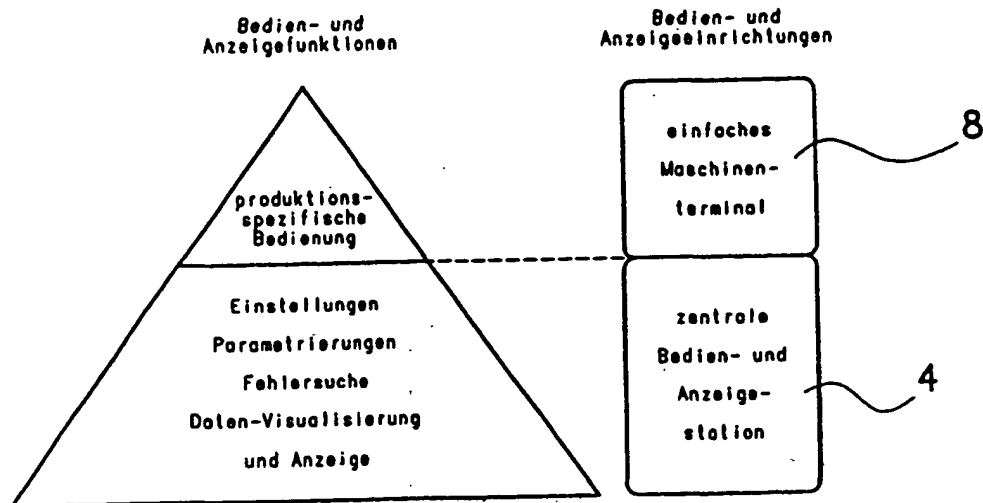 Bedien- und
Anzeigefunktionen
produktions-
spezifische
Bedienung
Einstellungen
Parametrierungen
Fehlersuche
Daten-Visualisierung
und Anzeige
Bedien- und
Anzeigeeinrichtungen
einfaches
Maschinen-
terminal
8
zentrale
Bedien- und
Anzeige-
station
4